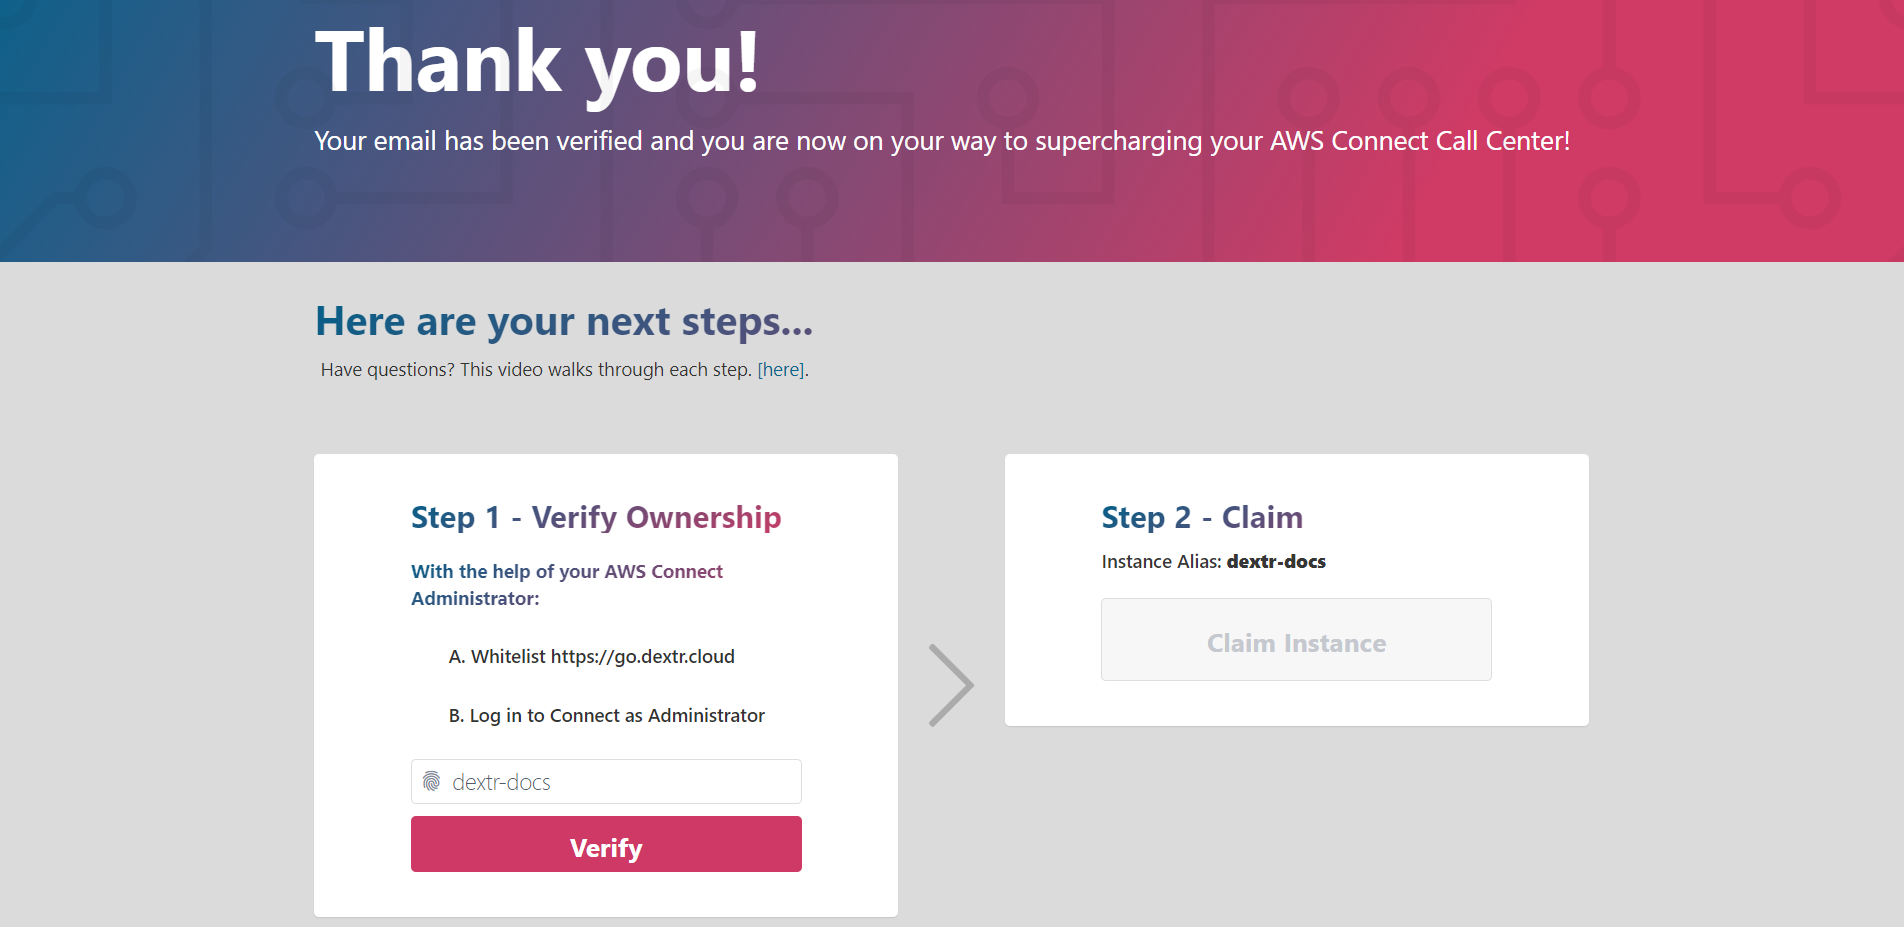 Thank you!
Your email has been verified and you are now on your way to supercharging your AWS Connect Call Center!
Here are your next steps...
Have questions? This video walks through each step. [here].
Step 1 - Verify Ownership
With the help of your AWS Connect
Administrator:
A. Whitelist https://go.dextr.cloud
B. Log in to Connect as Administrator
dextr-docs
Verify
Step 2 - Claim
Instance Alias: dextr-docs
Claim Instance